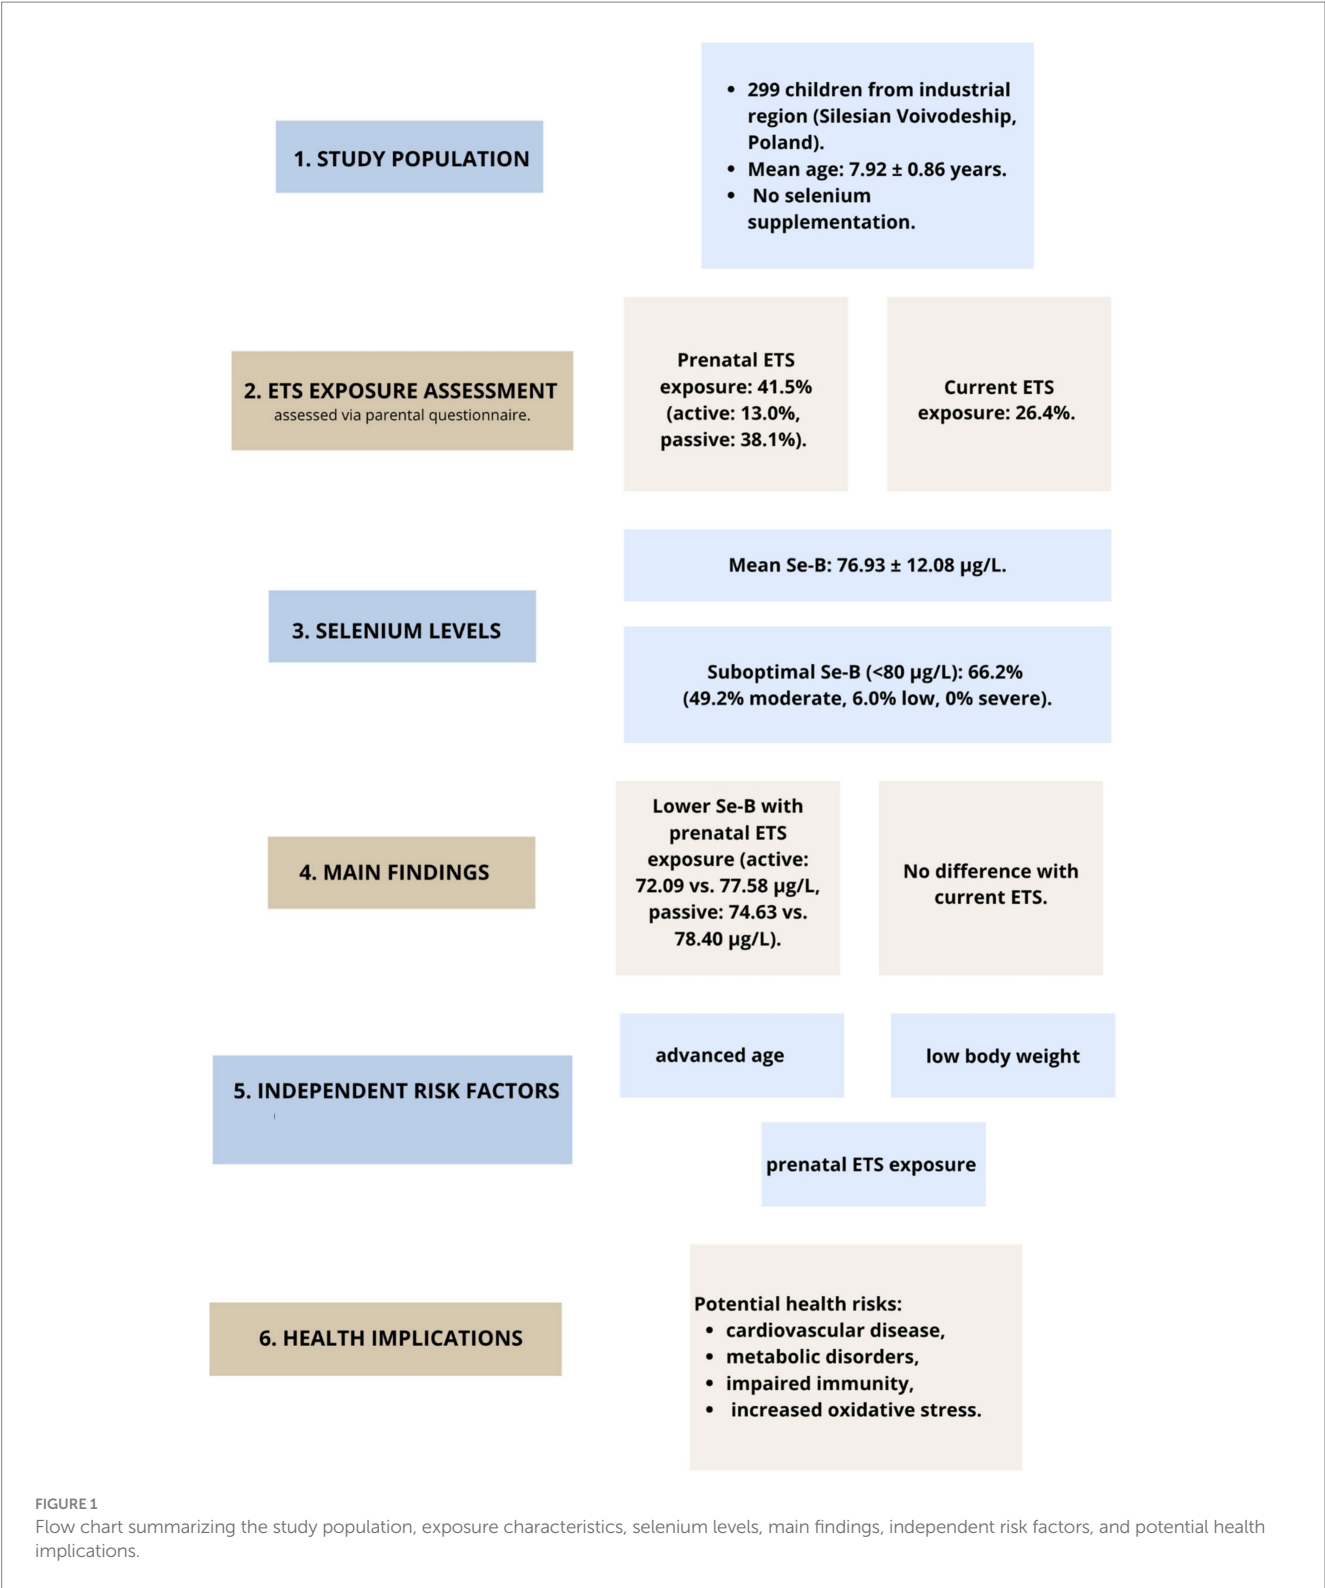 1. STUDY POPULATION
• 299 children from industrial
region (Silesian Voivodeship,
Poland).
• Mean age: 7.92 ± 0.86 years.
• No selenium
supplementation.
2. ETS EXPOSURE ASSESSMENT
assessed via parental questionnaire.
Prenatal ETS
exposure: 41.5%
(active: 13.0%,
passive: 38.1%).
Current ETS
exposure: 26.4%.
3. SELENIUM LEVELS
Mean Se-B: 76.93 ± 12.08 µg/L.
Suboptimal Se-B (<80 µg/L): 66.2%
(49.2% moderate, 6.0% low, 0% severe).
4. MAIN FINDINGS
Lower Se-B with
prenatal ETS
exposure (active:
72.09 vs. 77.58 µg/L,
passive: 74.63 vs.
78.40 µg/L).
No difference with
current ETS.
5. INDEPENDENT RISK FACTORS
advanced age
low body weight
prenatal ETS exposure
6. HEALTH IMPLICATIONS
Potential health risks:
• cardiovascular disease,
• metabolic disorders,
• impaired immunity,
• increased oxidative stress.
FIGURE 1
Flow chart summarizing the study population, exposure characteristics, selenium levels, main findings, independent risk factors, and potential health
implications.